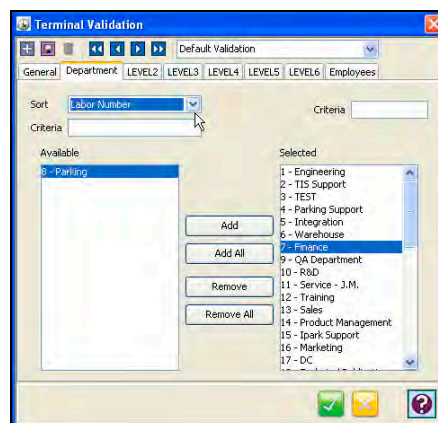 Terminal Validation
Default Validation
General Department LEVEL2 LEVEL3 LEVEL4 LEVEL5 LEVEL6 Employees
Sort Labor Number
Criteria
Criteria
Available
8 - Parking
Add
Add All
Remove
Remove All
Selected
1 - Engineering
2 - TIS Support
3 - TEST
4 - Parking Support
5 - Integration
6 - Warehouse
7 - Finance
9 - QA Department
10 - R&D
11 - Service - J.M.
12 - Training
13 - Sales
14 - Product Management
15 - Ipark Support
16 - Marketing
17 - DC